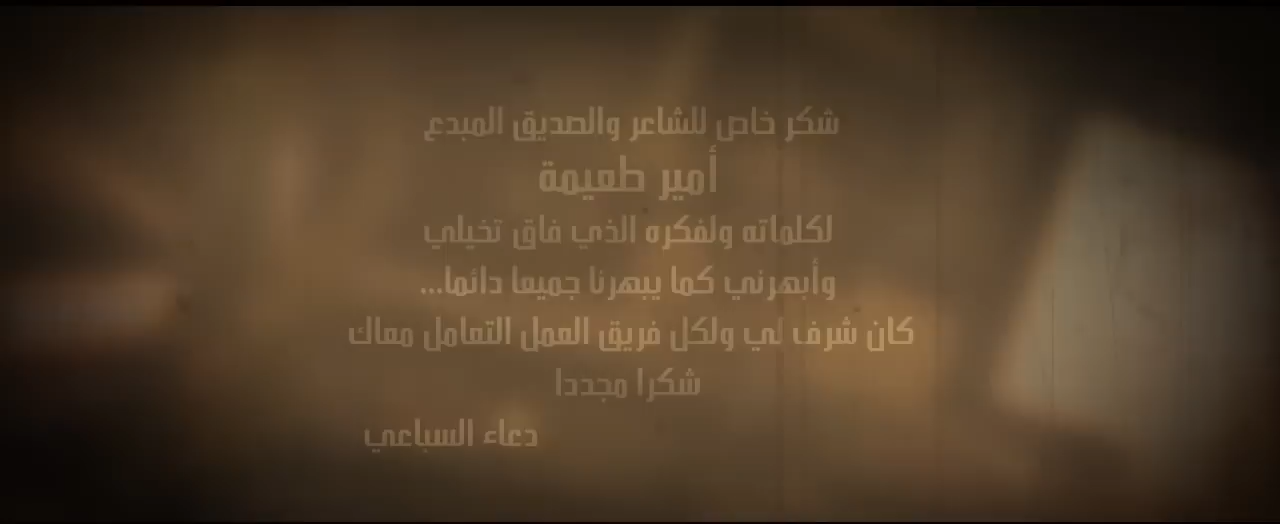 شكر خاص للشاعر والصديق المبدع
أمير طعيمة
لكلماته ولفكره الذي فاق تخيلي
وأبهرني كما يبهرنا جميعا دائما...
كان شرف لي ولكل فريق العمل التعامل معاك
شكرا مجددا
دعاء السباعي